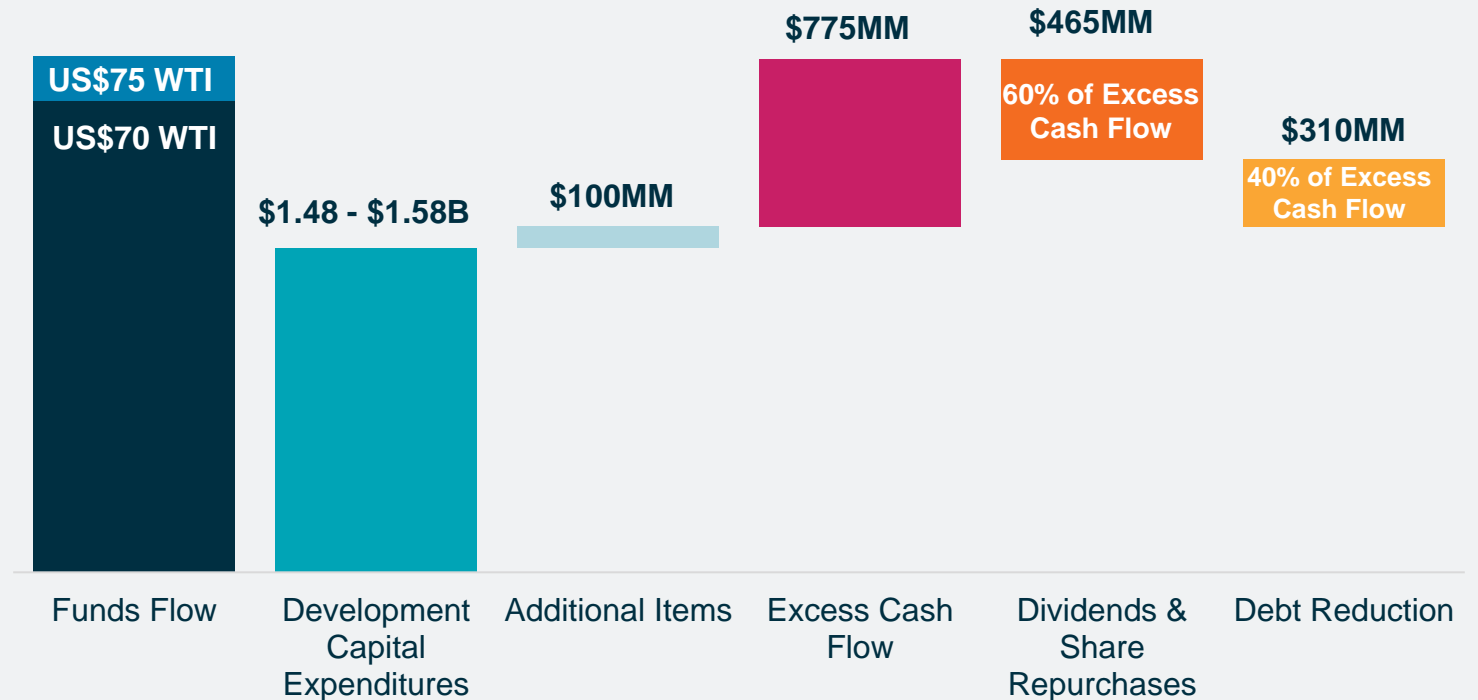 US$75 WTI
US$70 WTI
$1.48 - $1.58B
$100MM
$775MM
$465MM
60% of Excess
Cash Flow
$310MM
40% of Excess
Cash Flow
Funds Flow
Development
Capital
Expenditures
Additional Items
Excess Cash
Flow
Dividends &
Share
Repurchases
Debt Reduction